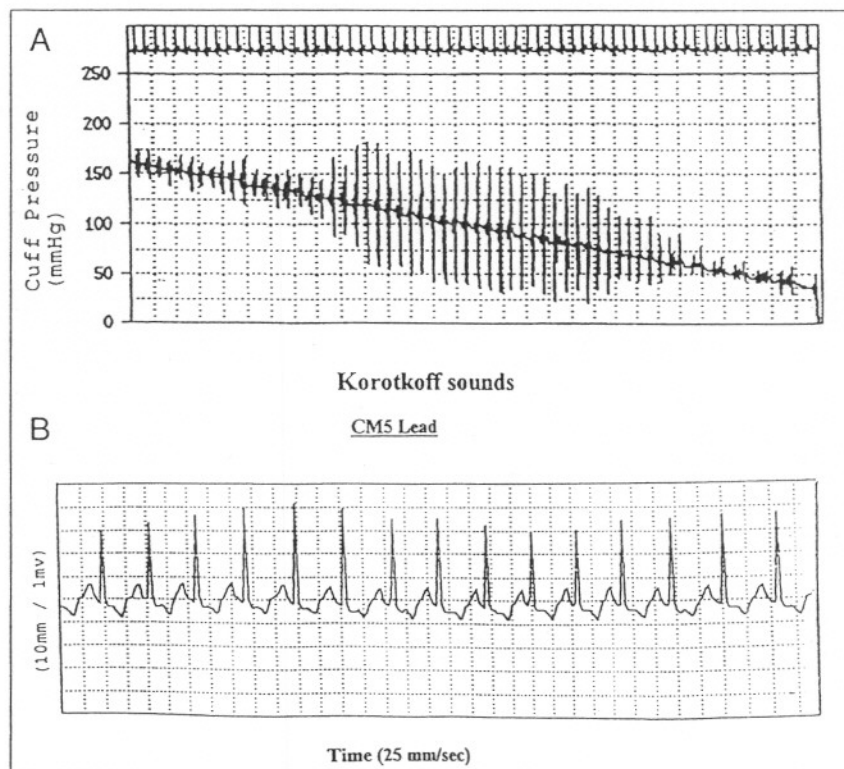 A
250
200
150
100
50
0
Cuff Pressure
(mmHg)
Korotkoff sounds
B
CM5 Lead
(10mm / 1mv)
Time (25 mm/sec)